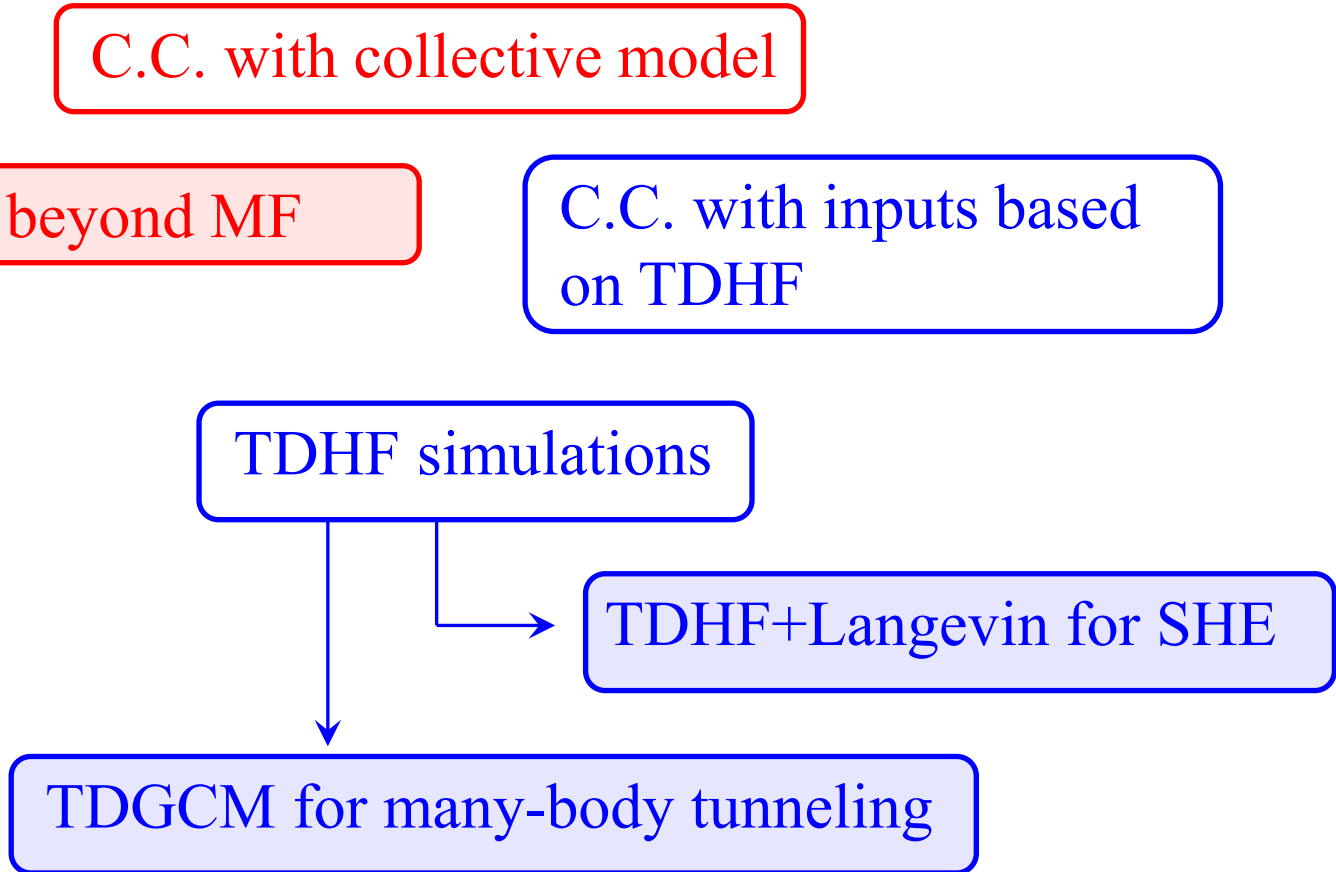 C.C. with collective model
beyond MF
C.C. with inputs based
on TDHF
TDHF simulations
TDHF+Langevin for SHE
TDGCM for many-body tunneling